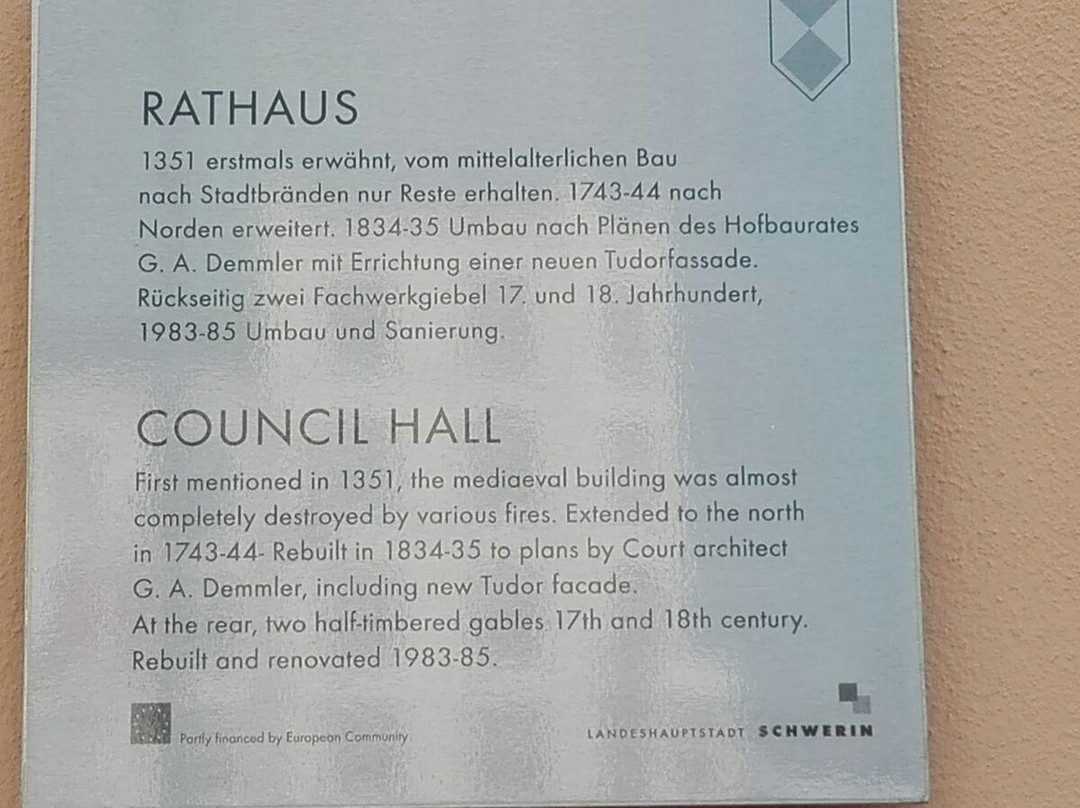 RATHAUS
1351 erstmals erwähnt, vom mittelalterlichen Bau
nach Stadtbränden nur Reste erhalten. 1743-44 nach
Norden erweitert. 1834-35 Umbau nach Plänen des Hofbaurates
G. A. Demmler mit Errichtung einer neuen Tudorfassade.
Rückseitig zwei Fachwerkgiebel 17. und 18. Jahrhundert,
1983-85 Umbau und Sanierung.
COUNCIL HALL
First mentioned in 1351, the mediaeval building was almost
completely destroyed by various fires. Extended to the north
in 1743-44- Rebuilt in 1834-35 to plans by Court architect
G. A. Demmler, including new Tudor facade.
At the rear, two half-timbered gables 17th and 18th century.
Rebuilt and renovated 1983-85.
Partly financed by European Community
LANDESHAUPTSTADT SCHWERIN